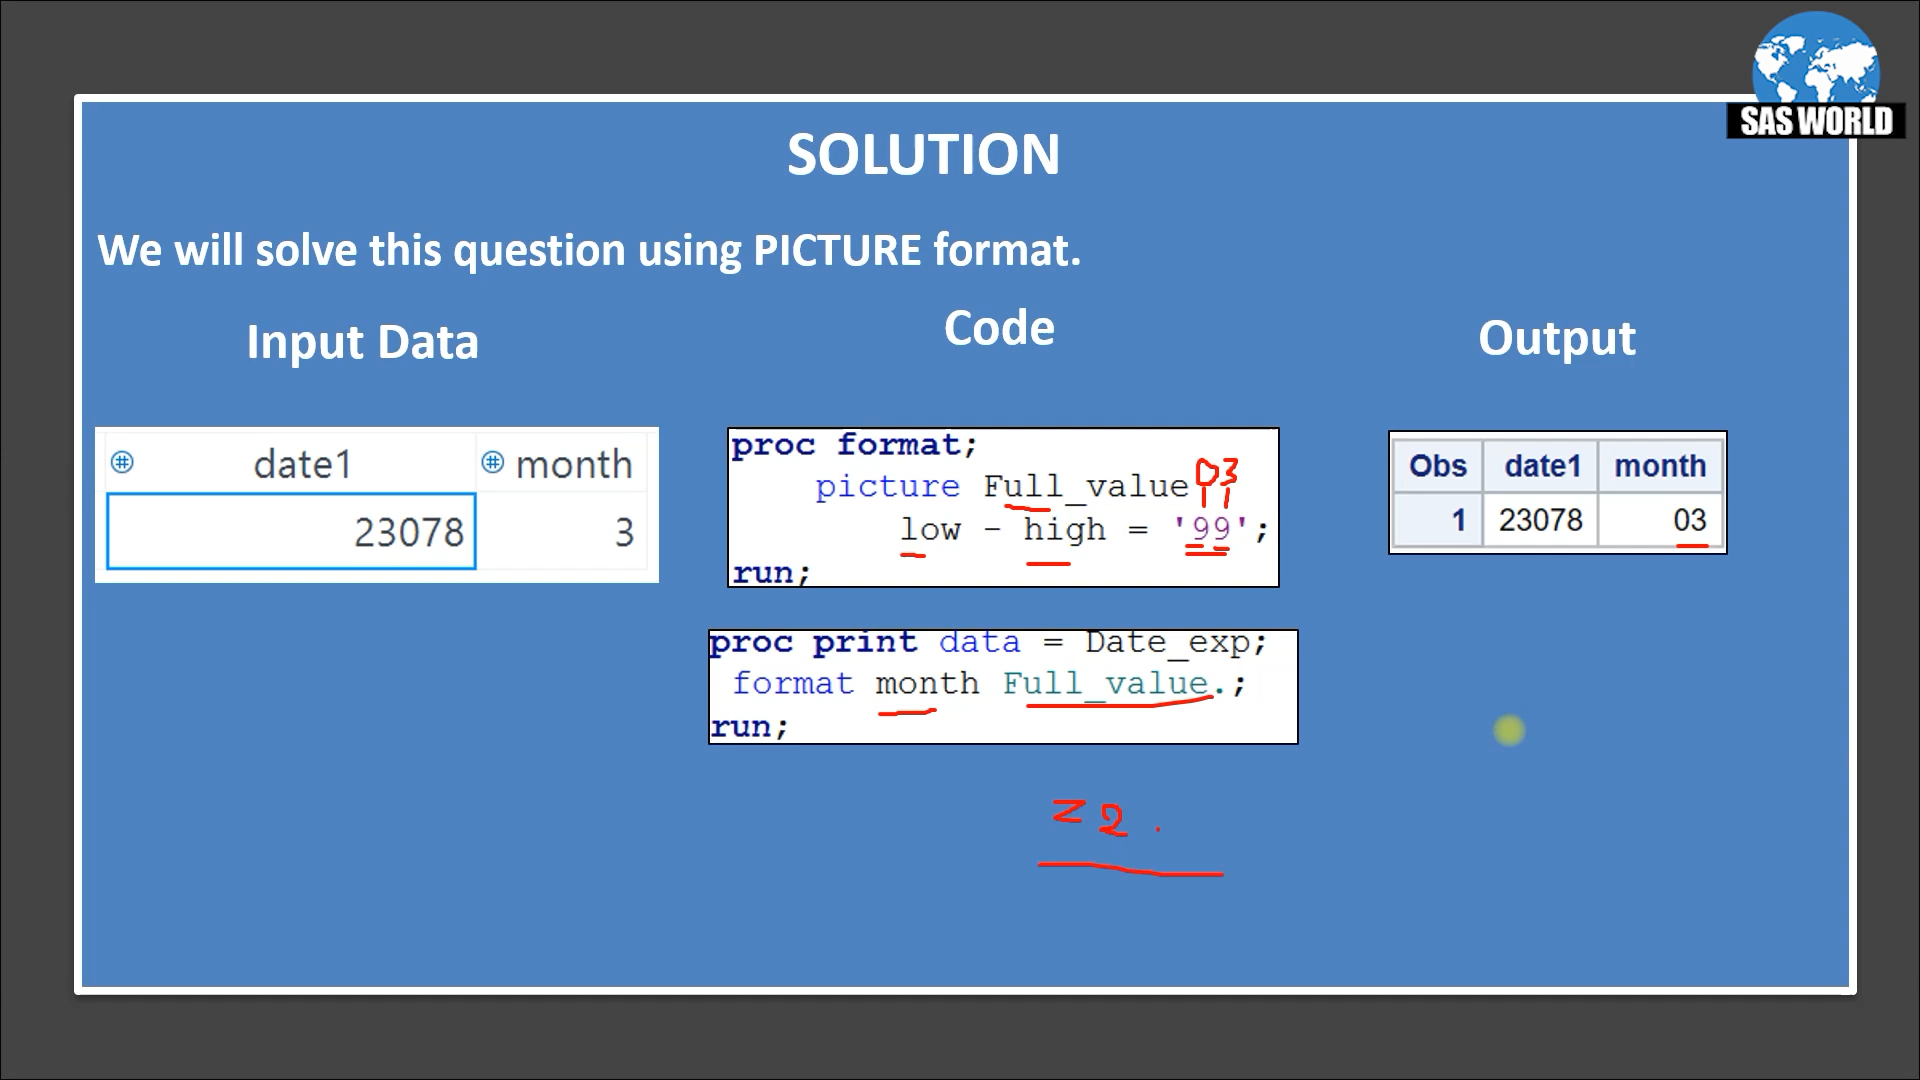 SAS WORLD
SOLUTION
We will solve this question using PICTURE format.
Input Data
Code
Output
date1 month
23078 3
proc format;
picture Full_value
03
low - high = '99';
run;
Obs date1 month
1 23078 03
proc print data = Date_exp;
format month Full_value.;
run;
Z2.